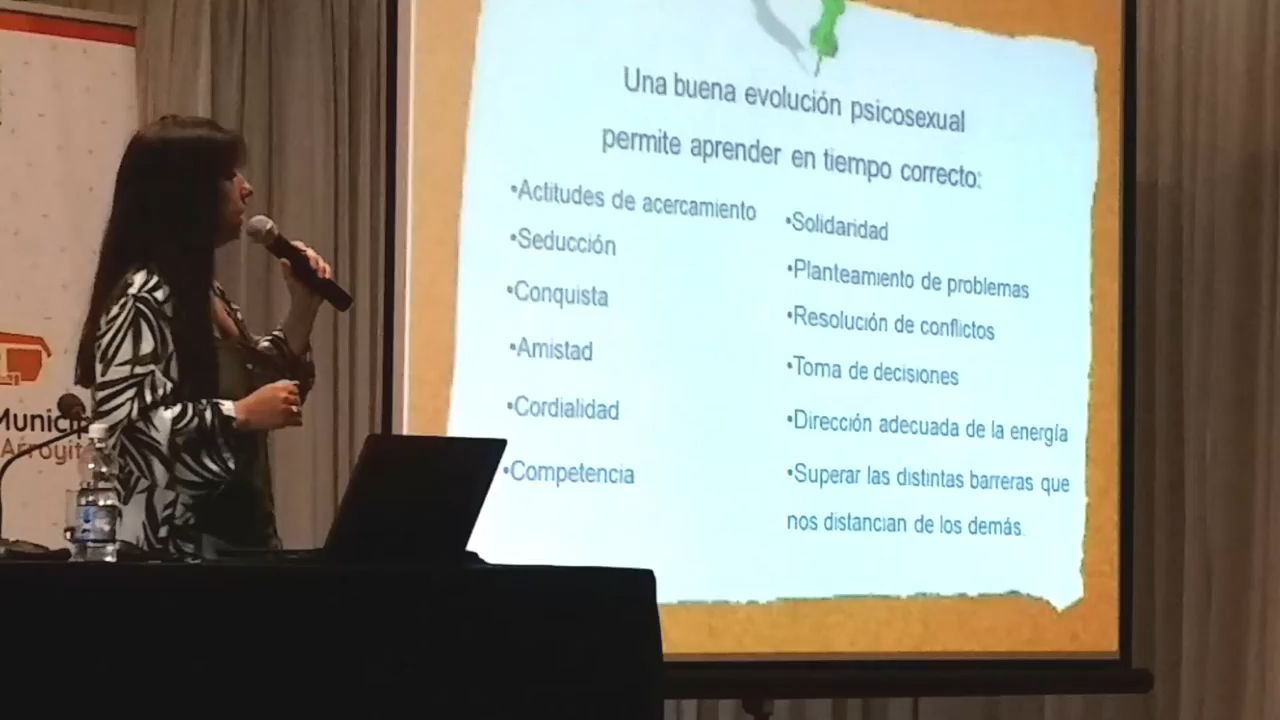 Una buena evolución psicosexual
permite aprender en tiempo correcto:
•Actitudes de acercamiento
•Seducción
•Conquista
•Amistad
•Cordialidad
•Competencia
•Solidaridad
•Planteamiento de problemas
•Resolución de conflictos
•Toma de decisiones
•Dirección adecuada de la energía
•Superar las distintas barreras que
nos distancian de los demás.